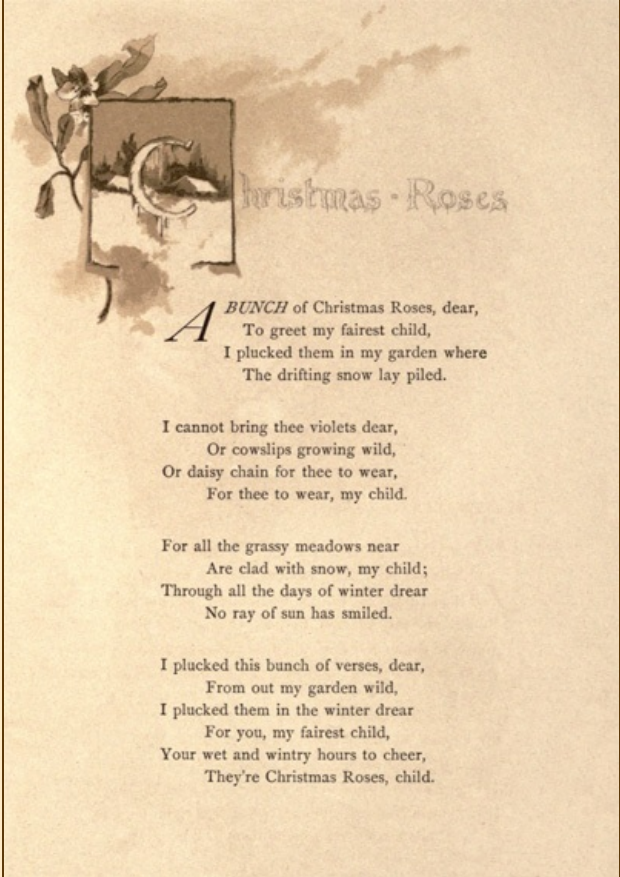 Christmas · Roses
A BUNCH of Christmas Roses, dear,
To greet my fairest child,
I plucked them in my garden where
The drifting snow lay piled.
I cannot bring thee violets dear,
Or cowslips growing wild,
Or daisy chain for thee to wear,
For thee to wear, my child.
For all the grassy meadows near
Are clad with snow, my child;
Through all the days of winter drear
No ray of sun has smiled.
I plucked this bunch of verses, dear,
From out my garden wild,
I plucked them in the winter drear
For you, my fairest child,
Your wet and wintry hours to cheer,
They're Christmas Roses, child.